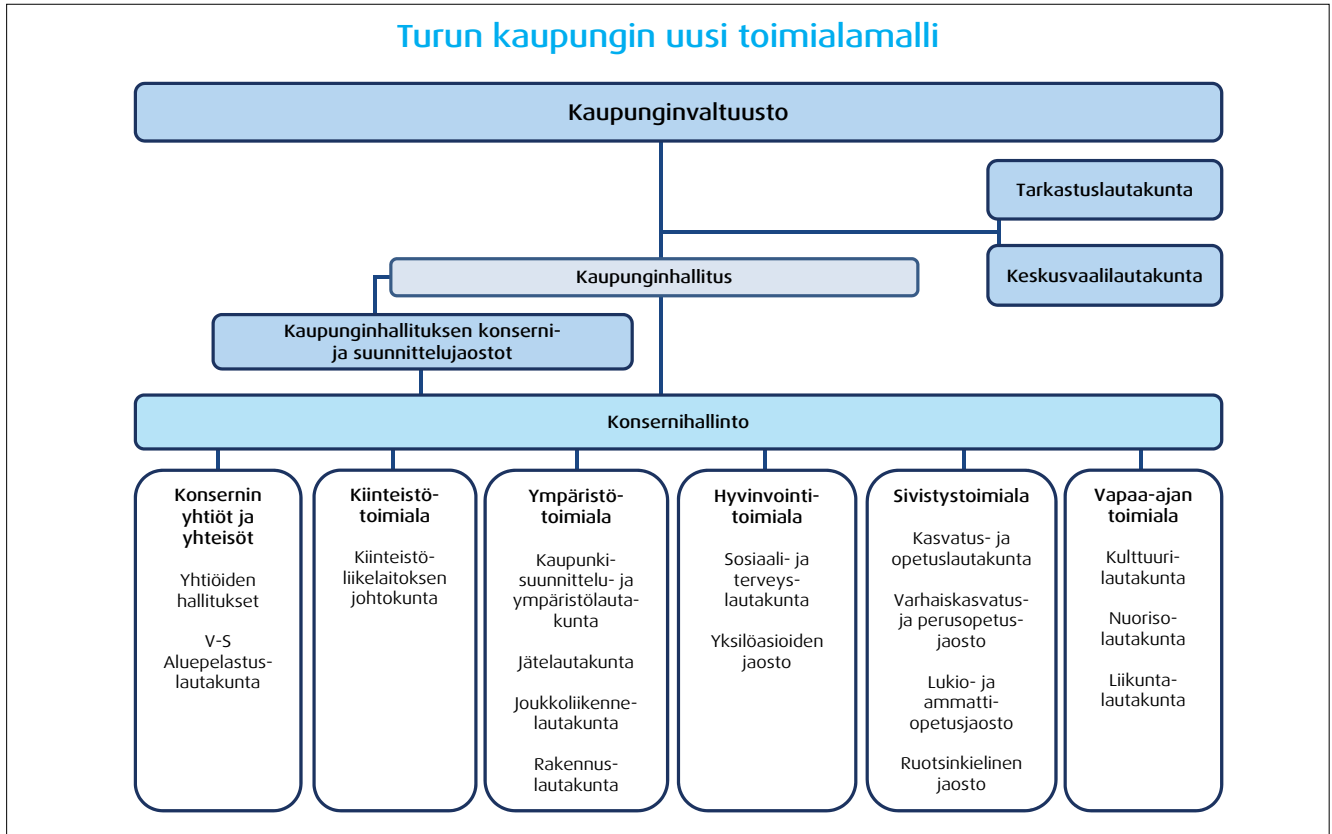 Turun kaupungin uusi toimialamalli
Kaupunginvaltuusto
Tarkastuslautakunta
Kaupunginhallitus
Keskusvaalilautakunta
Kaupunginhallituksen konserni-
ja suunnittelujaostot
Konsernihallinto
Konsernin
yhtiöt ja
yhteisöt
Yhtiöiden
hallitukset
V-S
Aluepelastus-
lautakunta
Kiinteistö-
toimiala
Kiinteistö-
liikelaitoksen
johtokunta
Ympäristö-
toimiala
Kaupunki-
suunnittelu- ja
ympäristölauta-
kunta
Jätelautakunta
Joukkoliikenne-
lautakunta
Rakennus-
lautakunta
Hyvinvointi-
toimiala
Sosiaali- ja
terveys-
lautakunta
Yksilöasioiden
jaosto
Sivistystoimiala
Kasvatus- ja
opetuslautakunta
Varhaiskasvatus-
ja perusopetus-
jaosto
Lukio- ja
ammatti-
opetusjaosto
Ruotsinkielinen
jaosto
Vapaa-ajan
toimiala
Kulttuuri-
lautakunta
Nuoriso-
lautakunta
Liikunta-
lautakunta